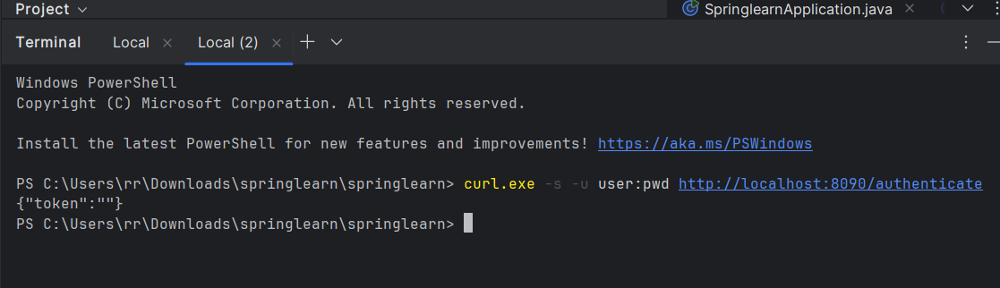 Project SpringlearnApplication.java
Terminal Local Local (2)
Windows PowerShell
Copyright (C) Microsoft Corporation. All rights reserved.
Install the latest PowerShell for new features and improvements! https://aka.ms/PSWindows
PS C:\Users\rr\Downloads\springlearn\springlearn> curl.exe -s -u user:pwd http://localhost:8090/authenticate
{"token":""}
PS C:\Users\rr\Downloads\springlearn\springlearn>